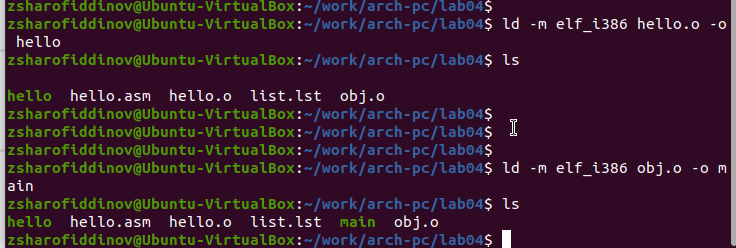 zsharofiddinov@Ubuntu-VirtualBox:~/work/arch-pc/lab04$
zsharofiddinov@Ubuntu-VirtualBox:~/work/arch-pc/lab04$ ld -m elf_i386 hello.o -o
 hello
zsharofiddinov@Ubuntu-VirtualBox:~/work/arch-pc/lab04$ ls
hello  hello.asm  hello.o  list.lst  obj.o
zsharofiddinov@Ubuntu-VirtualBox:~/work/arch-pc/lab04$
zsharofiddinov@Ubuntu-VirtualBox:~/work/arch-pc/lab04$
zsharofiddinov@Ubuntu-VirtualBox:~/work/arch-pc/lab04$
zsharofiddinov@Ubuntu-VirtualBox:~/work/arch-pc/lab04$ ld -m elf_i386 obj.o -o m
ain
zsharofiddinov@Ubuntu-VirtualBox:~/work/arch-pc/lab04$ ls
hello  hello.asm  hello.o  list.lst  main  obj.o
zsharofiddinov@Ubuntu-VirtualBox:~/work/arch-pc/lab04$